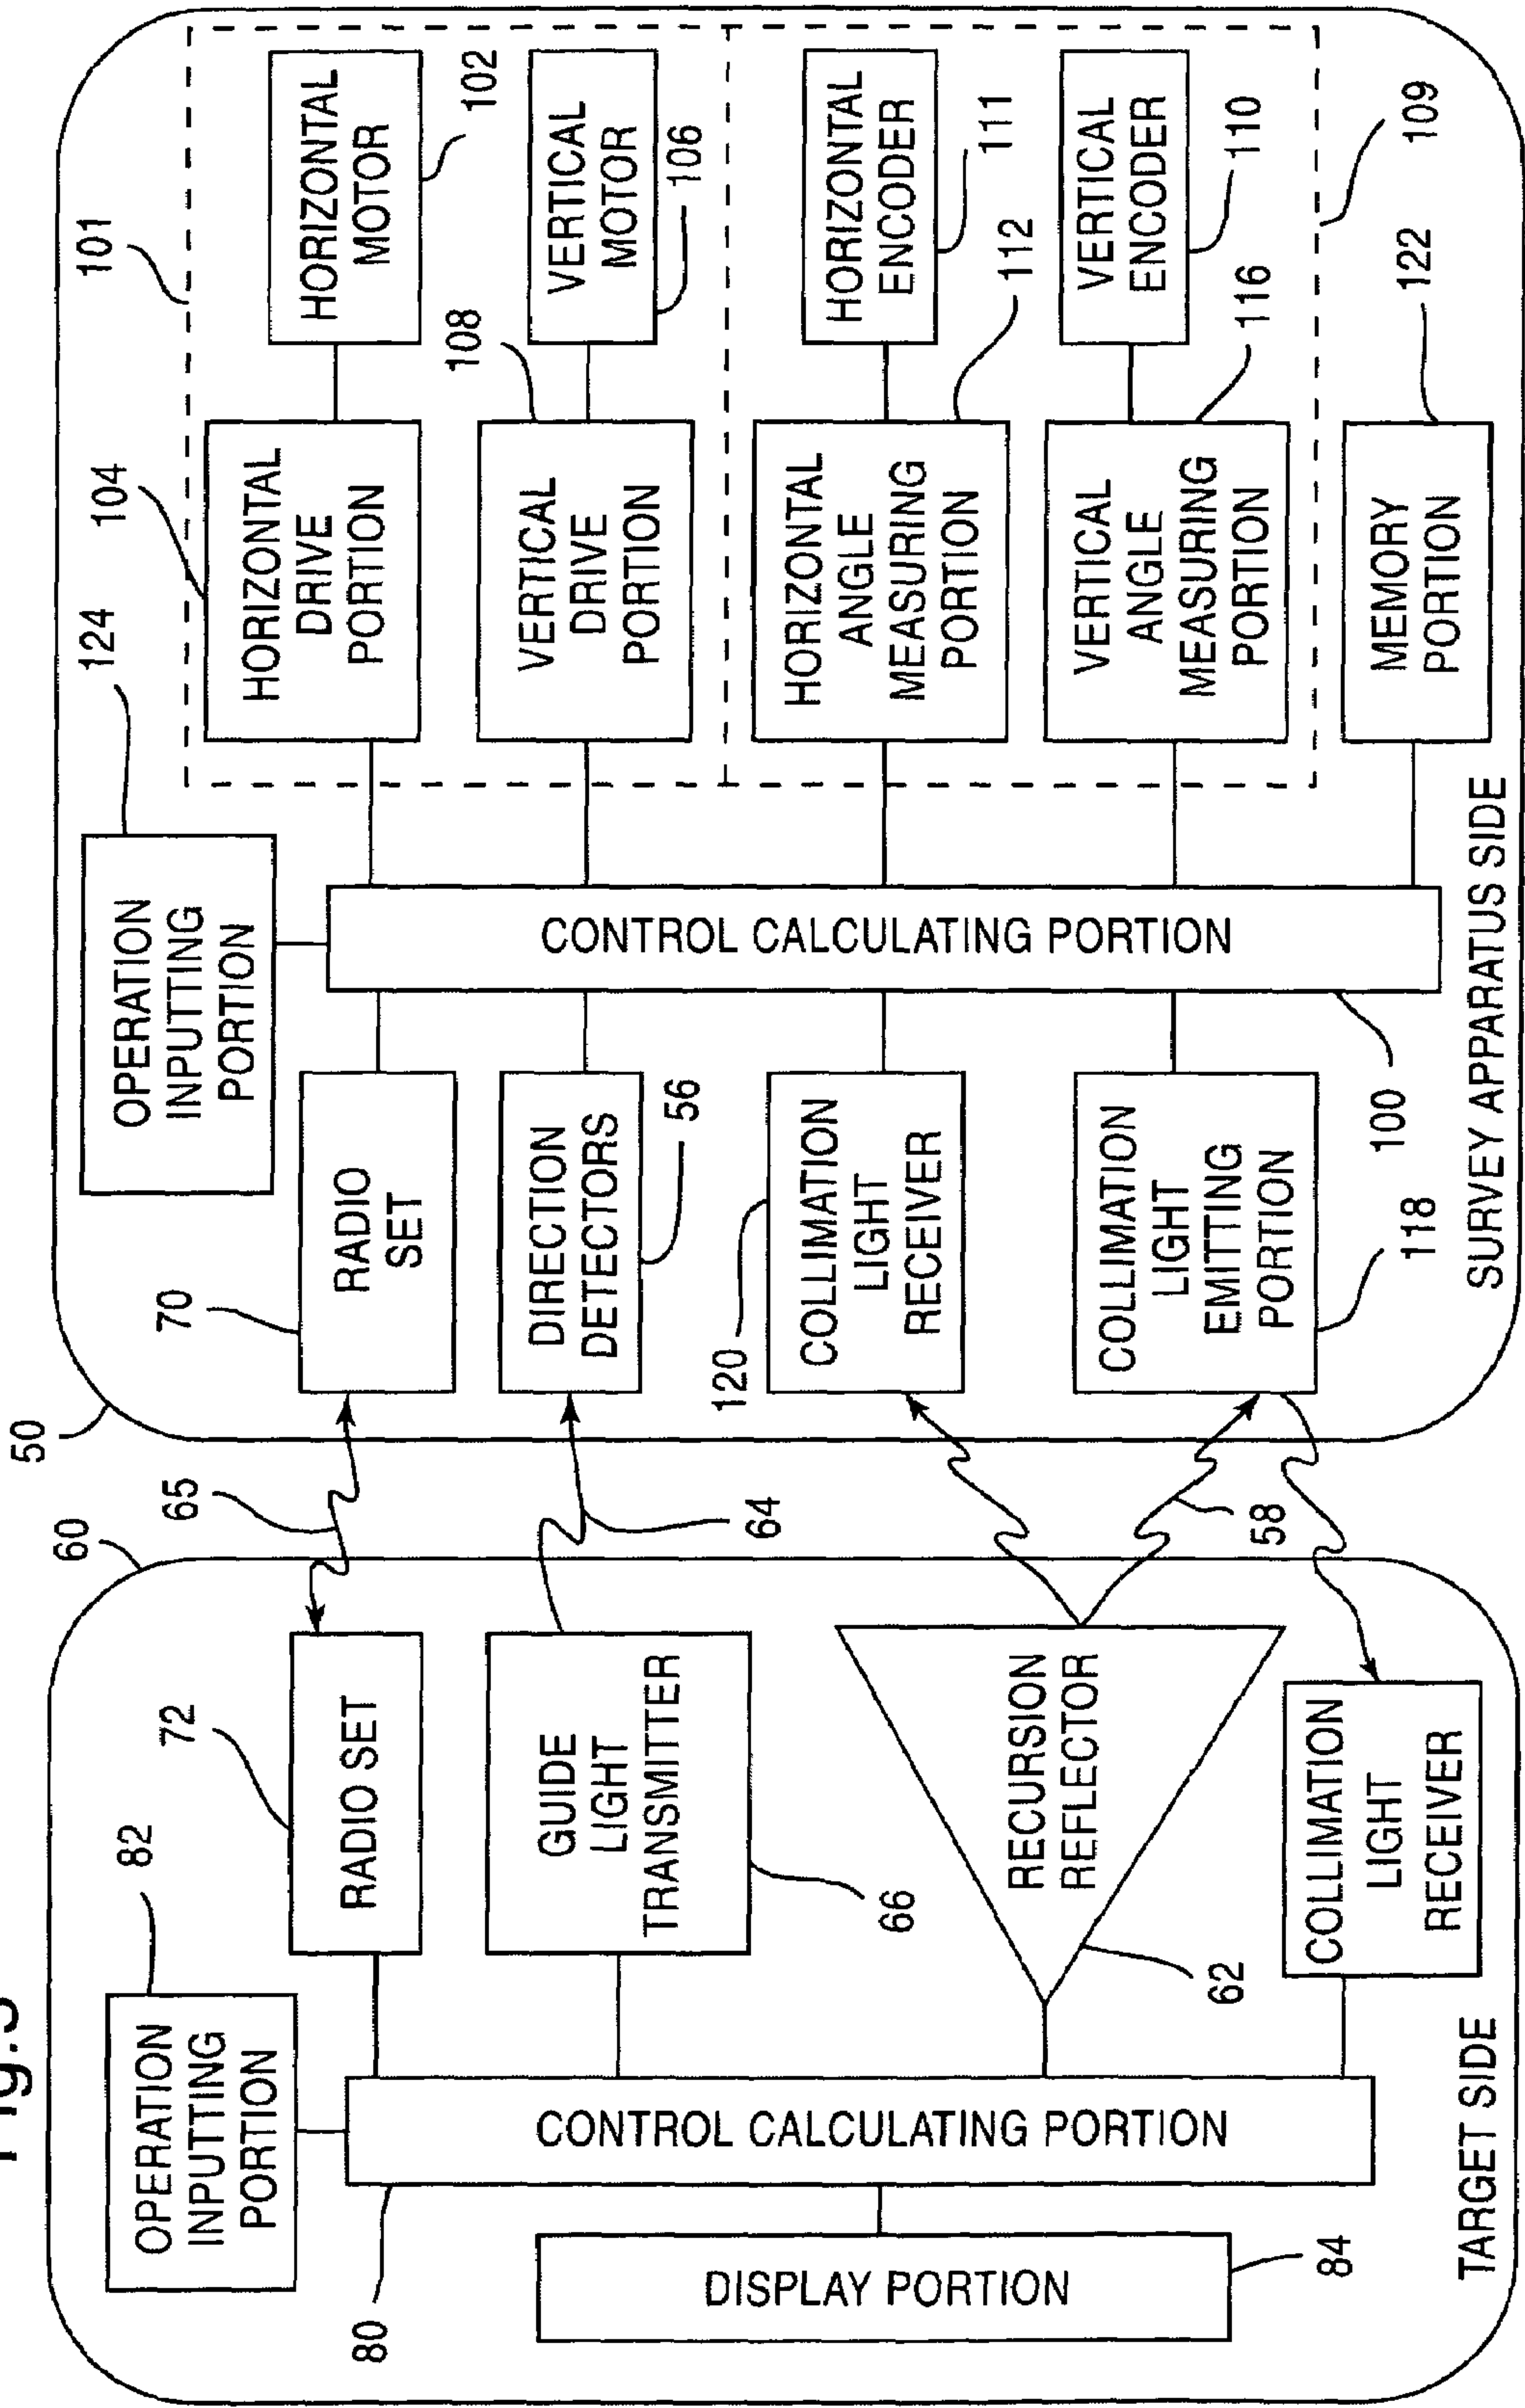 60
82
OPERATION
INPUTTING
PORTION
72
RADIO SET
65
GUIDE
LIGHT
TRANSMITTER
66
64
80
CONTROL CALCULATING PORTION
RECURSION
REFLECTOR
62
58
DISPLAY PORTION
84
COLLIMATION
LIGHT
RECEIVER
TARGET SIDE
50
124
OPERATION
INPUTTING
PORTION
70
RADIO
SET
DIRECTION
DETECTORS
56
120
COLLIMATION
LIGHT
RECEIVER
COLLIMATION
LIGHT
EMITTING
PORTION
118
CONTROL CALCULATING PORTION
100
101
104
HORIZONTAL
DRIVE
PORTION
HORIZONTAL
MOTOR
102
108
VERTICAL
DRIVE
PORTION
VERTICAL
MOTOR
106
HORIZONTAL
ANGLE
MEASURING
PORTION
112
HORIZONTAL
ENCODER
111
VERTICAL
ANGLE
MEASURING
PORTION
116
VERTICAL
ENCODER
110
109
MEMORY
PORTION
122
SURVEY APPARATUS SIDE